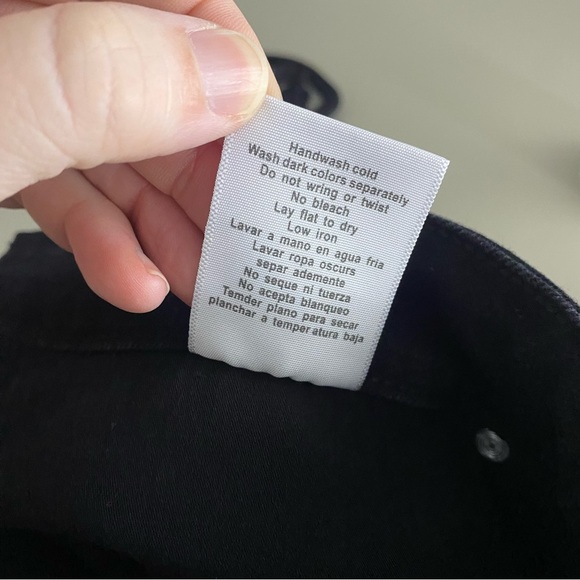 Handwash cold
Wash dark colors separately
Do not wring or twist
No bleach
Lay flat to dry
Low iron
Lavar a mano en agua fria
Lavar ropa oscurs
separ ademente
No seque ni tuerza
No acepta blanqueo
Temder plano para secar
planchar a temper atura baja